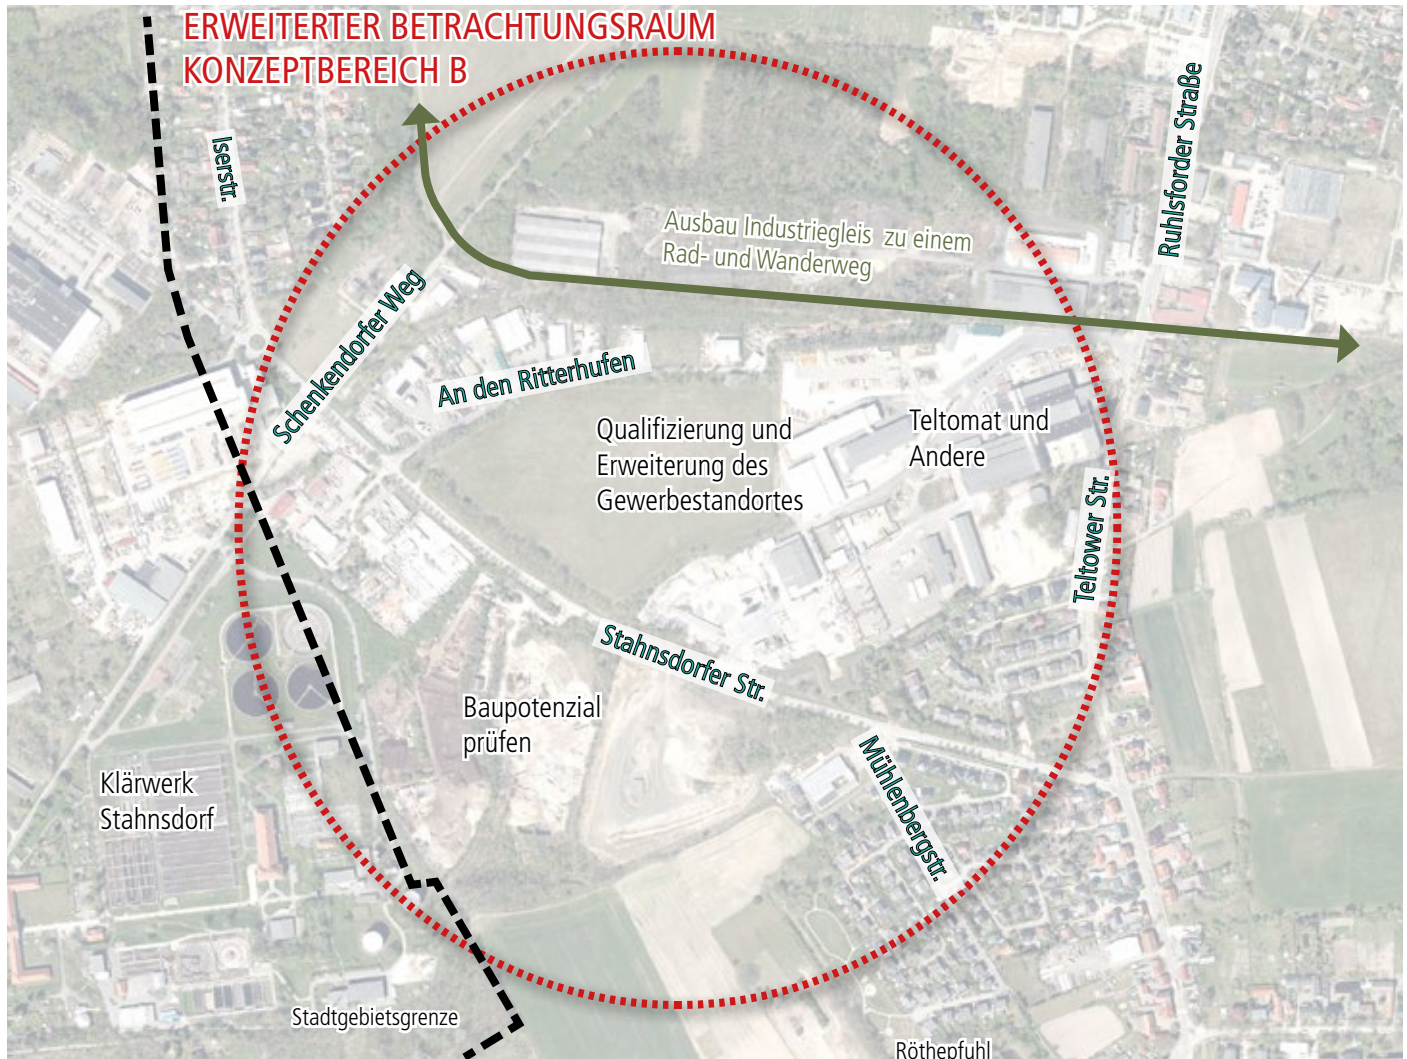 ERWEITERTER BETRACHTUNGSRAUM
KONZEPTBEREICH B
Iserstr.
Ruhlsforder Straße
Ausbau Industriegleis zu einem
Rad- und Wanderweg
Schenkendorfer Weg
An den Ritterhufen
Qualifizierung und
Erweiterung des
Gewerbestandortes
Teltomat und
Andere
Teltower Str.
Stahnsdorfer Str.
Baupotenzial
prüfen
Mühlenbergstr.
Klärwerk
Stahnsdorf
Stadtgebietsgrenze
Röthepfuhl